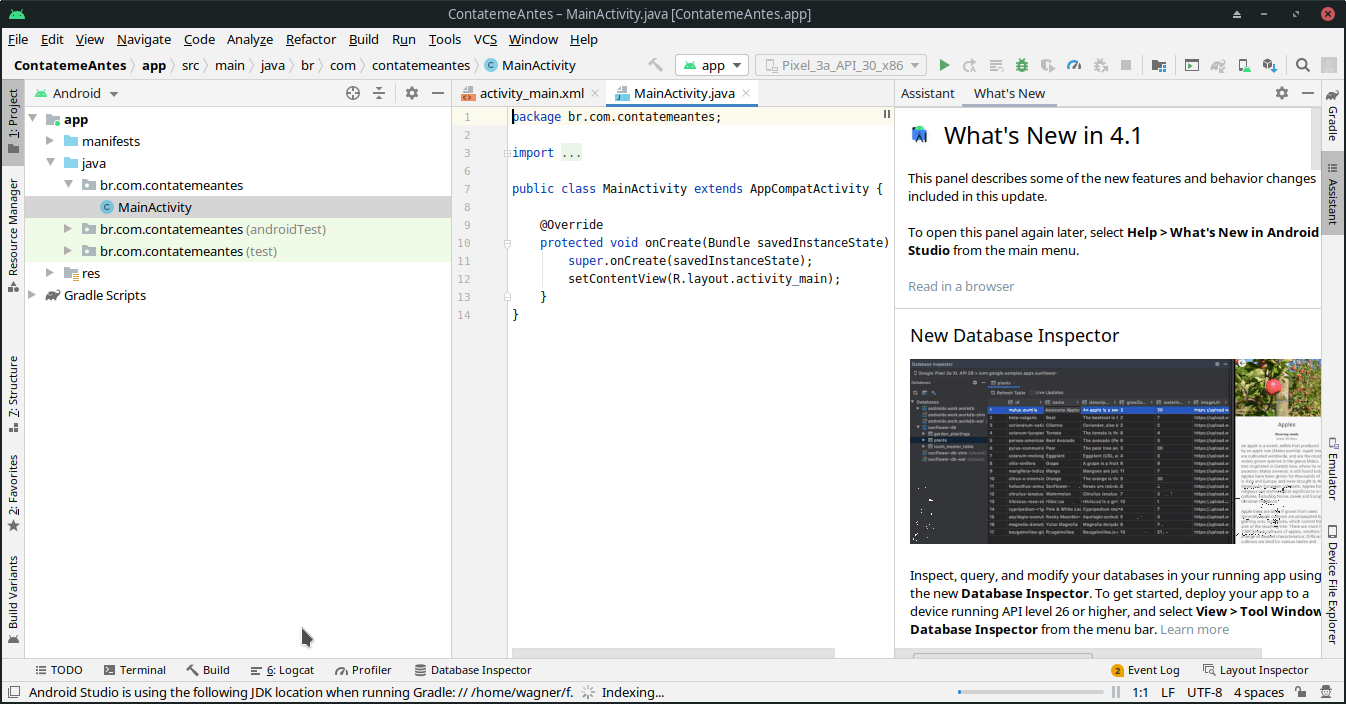 ContatemeAntes – MainActivity.java [ContatemeAntes.app]
File Edit View Navigate Code Analyze Refactor Build Run Tools VCS Window Help
ContatemeAntes app src main java br com contatemeantes MainActivity
app
Pixel_3a_API_30_x86
1: Project
Resource Manager
7: Structure
2: Favorites
Build Variants
Android
app
manifests
java
br.com.contatemeantes
MainActivity
br.com.contatemeantes (androidTest)
br.com.contatemeantes (test)
res
Gradle Scripts
activity_main.xml
MainActivity.java
1 package br.com.contatemeantes;
2
3 import ...
6
7 public class MainActivity extends AppCompatActivity {
8
9 @Override
10 protected void onCreate(Bundle savedInstanceState)
11 super.onCreate(savedInstanceState);
12 setContentView(R.layout.activity_main);
13 }
14 }
Assistant What's New
What's New in 4.1
This panel describes some of the new features and behavior changes
included in this update.
To open this panel again later, select Help > What's New in Android
Studio from the main menu.
Read in a browser
New Database Inspector
Database Inspector
plants
Refresh Table Live Updates
Apples
Inspect, query, and modify your databases in your running app using
the new Database Inspector. To get started, deploy your app to a
device running API level 26 or higher, and select View > Tool Window
Database Inspector from the menu bar. Learn more
Gradle
Assistant
Emulator
Device File Explorer
TODO Terminal Build 6: Logcat Profiler Database Inspector
2 Event Log Layout Inspector
Android Studio is using the following JDK location when running Gradle: // /home/wagner/f. Indexing...
1:1 LF UTF-8 4 spaces